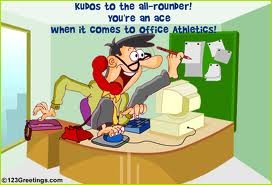 Kudos to the all-rounder!
You're an ace
When it comes to office Athletics!
©123Greetings.com